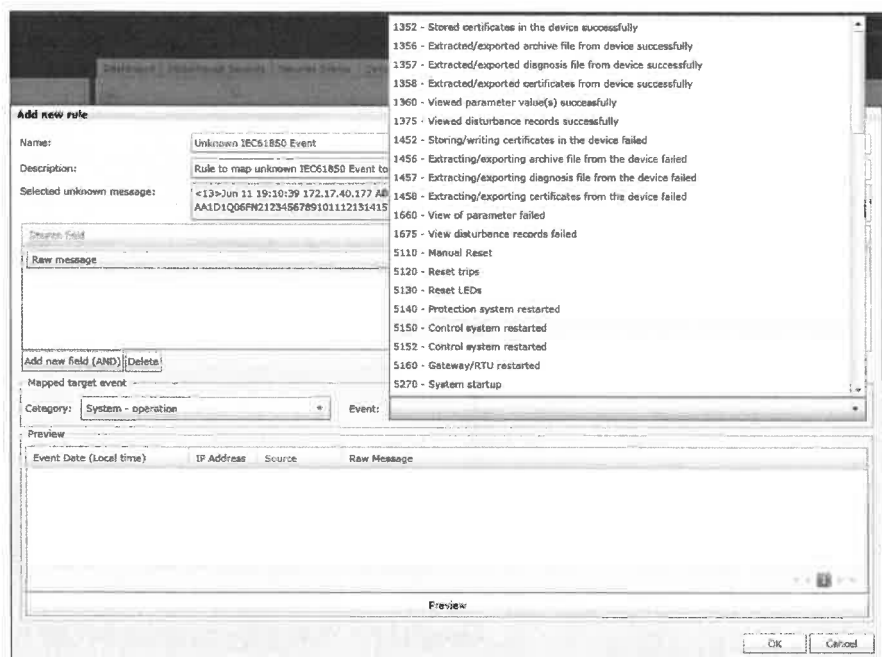 Dashboard
Add new rule
Name:
Unknown IEC61850 Event
Description:
Rule to map unknown IEC61850 Event to
Selected unknown message:
<13>Jun 11 19:10:39 172.17.40.177
Raw message
Add new field (AND)
Delete
Mapped target event
Category:
System - operation
Event:
1352 - Stored certificates in the device successfully
1356 - Extracted/exported archive file from device successfully
1357 - Extracted/exported diagnosis file from device successfully
1358 - Extracted/exported certificates from device successfully
1360 - Viewed parameter value(s) successfully
1375 - Viewed disturbance records successfully
1452 - Storing/writing certificates in the device failed
1456 - Extracting/exporting archive file from the device failed
1457 - Extracting/exporting diagnosis file from the device failed
1458 - Extracting/exporting certificates from the device failed
1660 - View of parameter failed
1675 - View disturbance records failed
5110 - Manual Reset
5120 - Reset trips
5130 - Reset LEDs
5140 - Protection system restarted
5150 - Control system restarted
5152 - Control system restarted
5160 - Gateway/RTU restarted
5270 - System startup
Preview
Event Date (Local time)
IP Address
Source
Raw Message
1
Preview
OK
Cancel